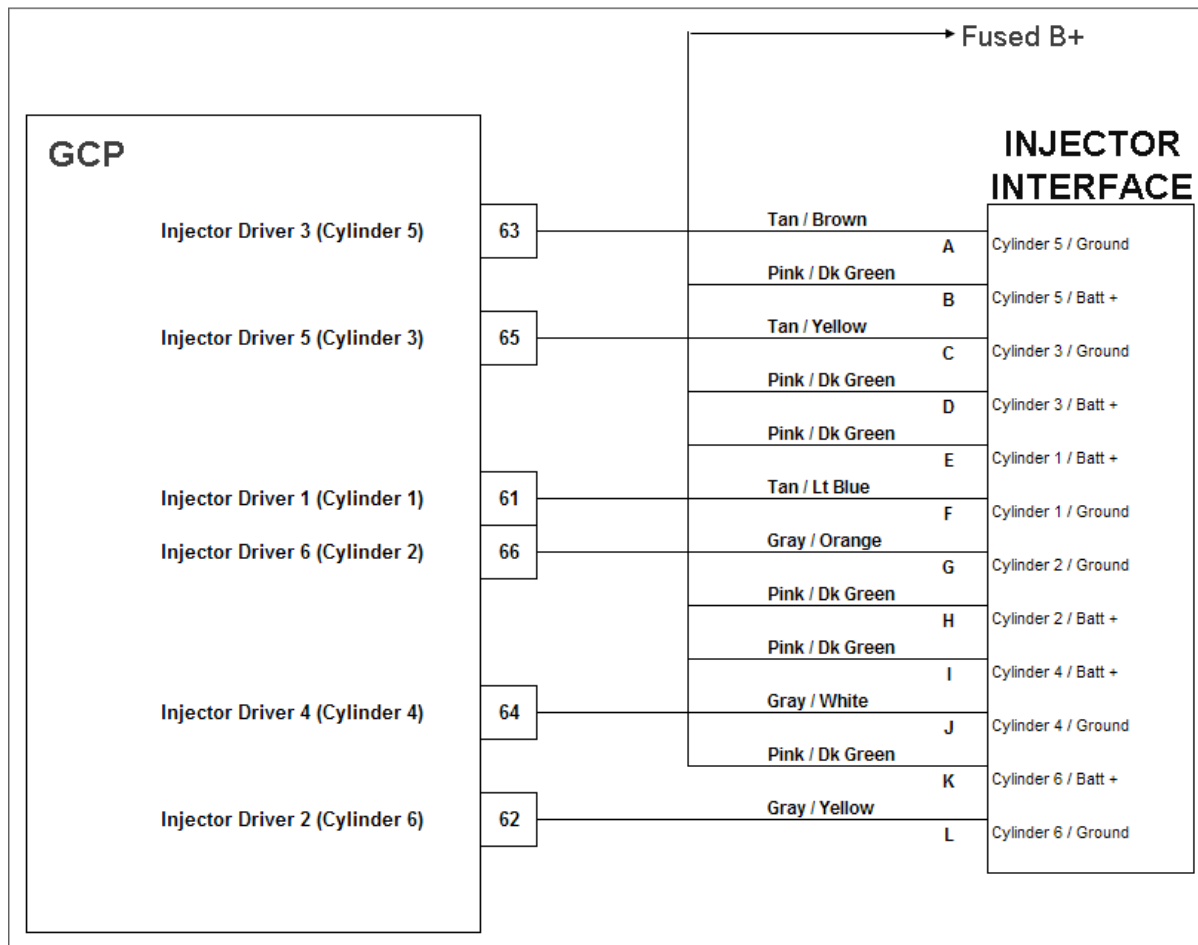 Fused B+
GCP
INJECTOR
INTERFACE
Injector Driver 3 (Cylinder 5)
63
Tan / Brown
A
Cylinder 5 / Ground
Pink / Dk Green
B
Cylinder 5 / Batt +
Injector Driver 5 (Cylinder 3)
65
Tan / Yellow
C
Cylinder 3 / Ground
Pink / Dk Green
D
Cylinder 3 / Batt +
Pink / Dk Green
E
Cylinder 1 / Batt +
Injector Driver 1 (Cylinder 1)
61
Tan / Lt Blue
F
Cylinder 1 / Ground
Injector Driver 6 (Cylinder 2)
66
Gray / Orange
G
Cylinder 2 / Ground
Pink / Dk Green
H
Cylinder 2 / Batt +
Pink / Dk Green
I
Cylinder 4 / Batt +
Injector Driver 4 (Cylinder 4)
64
Gray / White
J
Cylinder 4 / Ground
Pink / Dk Green
K
Cylinder 6 / Batt +
Injector Driver 2 (Cylinder 6)
62
Gray / Yellow
L
Cylinder 6 / Ground